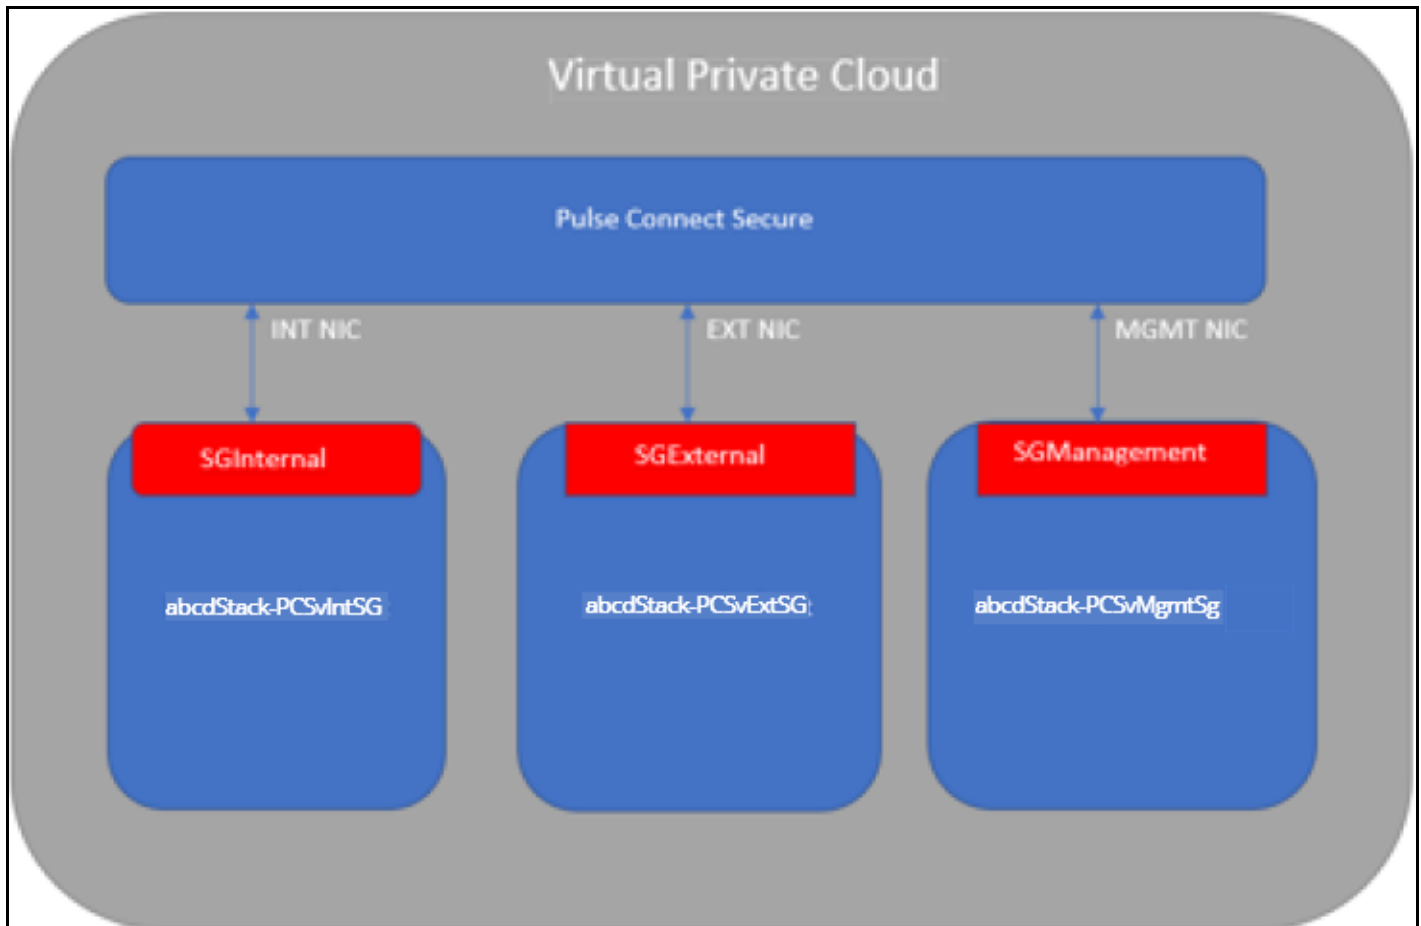 Virtual Private Cloud
Pulse Connect Secure
INT NIC
EXT NIC
MGMT NIC
SGInternal
SGExternal
SGManagement
abcdStack-PCSvIntSG
abcdStack-PCSvExtSG
abcdStack-PCSvMgmtSg